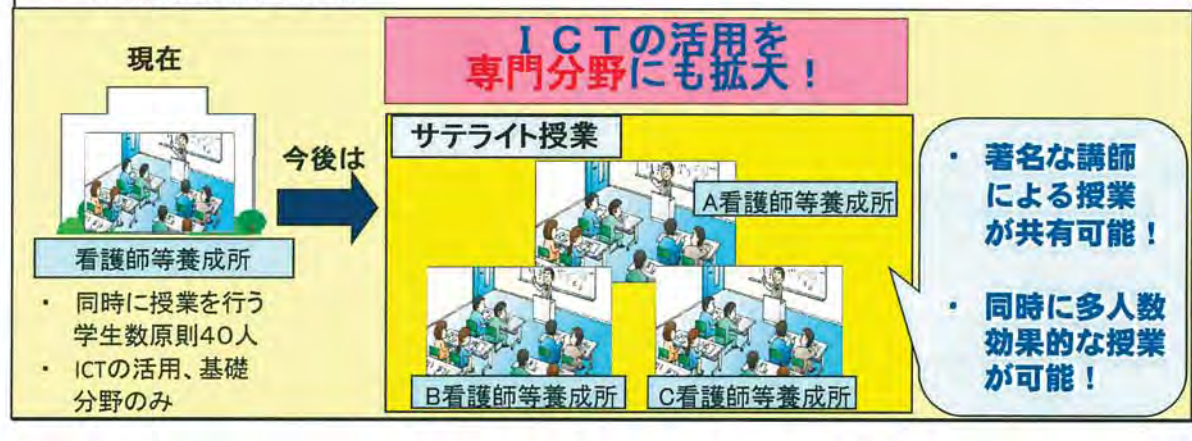 現在
看護師等養成所
・ 同時に授業を行う
学生数原則40人
・ ICTの活用、基礎
分野のみ
今後は
ICTの活用を
専門分野にも拡大!
サテライト授業
A看護師等養成所
B看護師等養成所
C看護師等養成所
・ 著名な講師
による授業
が共有可能!
・ 同時に多人数
効果的な授業
が可能!